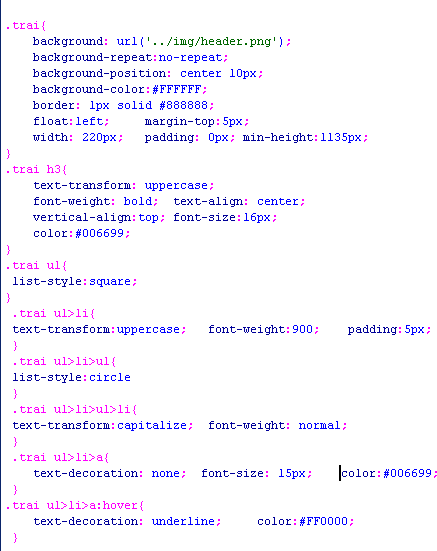 .trai{
    background: url('../img/header.png');
    background-repeat:no-repeat;
    background-position: center 10px;
    background-color:#FFFFFF;
    border: 1px solid #888888;
    float:left;     margin-top:5px;
    width: 220px;   padding: 0px; min-height:1135px;
}
.trai h3{
    text-transform: uppercase;
    font-weight: bold;  text-align: center;
    vertical-align:top; font-size:16px;
    color:#006699;
}
.trai ul{
 list-style:square;
}
 .trai ul>li{
 text-transform:uppercase;   font-weight:900;    padding:5px;
 }
 .trai ul>li>ul{
 list-style:circle
 }
 .trai ul>li>ul>li{
 text-transform:capitalize;  font-weight: normal;
 }
 .trai ul>li>a{
    text-decoration: none;  font-size: 15px;    color:#006699;
 }
.trai ul>li>a:hover{
    text-decoration: underline;     color:#FF0000;
 }